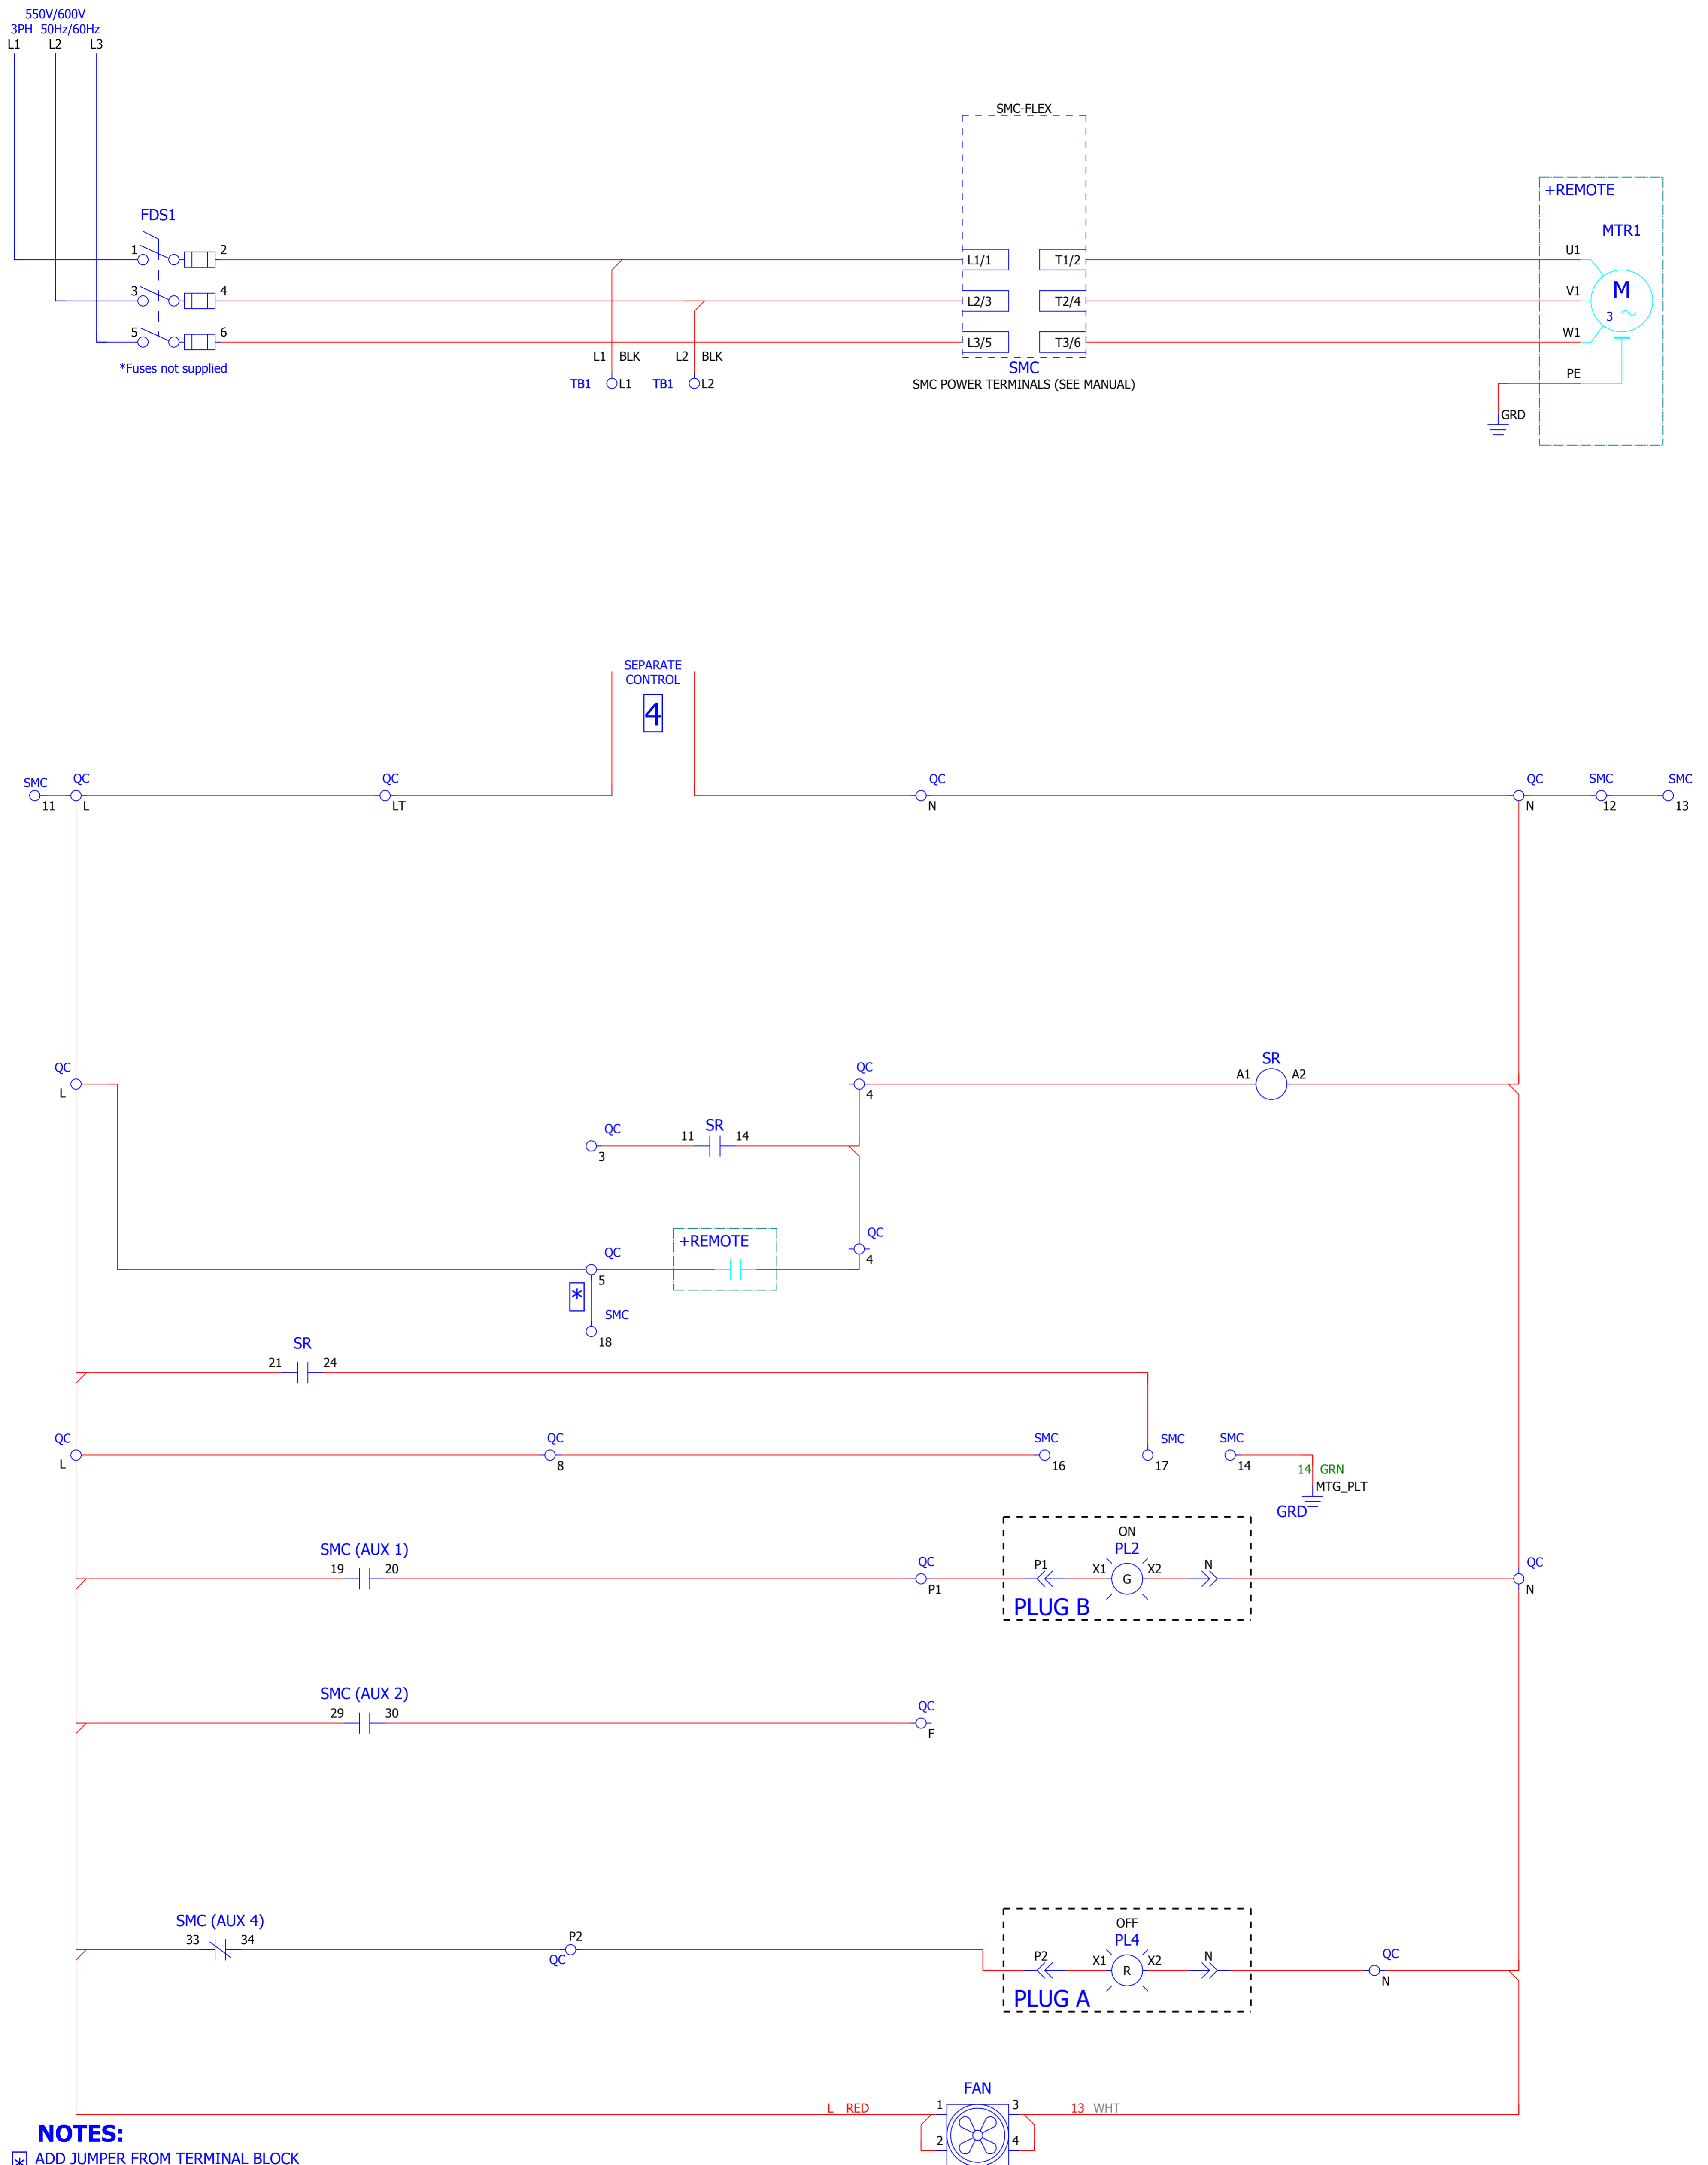 550V/600V
3PH 50Hz/60Hz
L1 L2 L3
SMC-FLEX
+REMOTE
MTR1
FDS1
1 2
3 4
5 6
*Fuses not supplied
L1/1 T1/2
L2/3 T2/4
L3/5 T3/6
U1
V1
W1
M
3
PE
GRD
L1 BLK L2 BLK
TB1 L1 TB1 L2
SMC
SMC POWER TERMINALS (SEE MANUAL)
SEPARATE
CONTROL
4
SMC QC QC QC QC SMC SMC
11 L LT N N 12 13
QC QC SR
L 4 A1 A2
QC SR
3 11 14
+REMOTE
QC QC
5 4
*
SMC
18
SR
21 24
QC QC SMC SMC SMC
L 8 16 17 14
14 GRN
MTG_PLT
GRD
SMC (AUX 1)
19 20
QC
P1
ON
PL2
P1 X1 G X2 N
PLUG B
QC
N
SMC (AUX 2)
29 30
QC
F
SMC (AUX 4)
33 34
P2
QC
OFF
PL4
P2 X1 R X2 N
PLUG A
QC
N
FAN
L RED 1 3 13 WHT
2 4
NOTES:
* ADD JUMPER FROM TERMINAL BLOCK